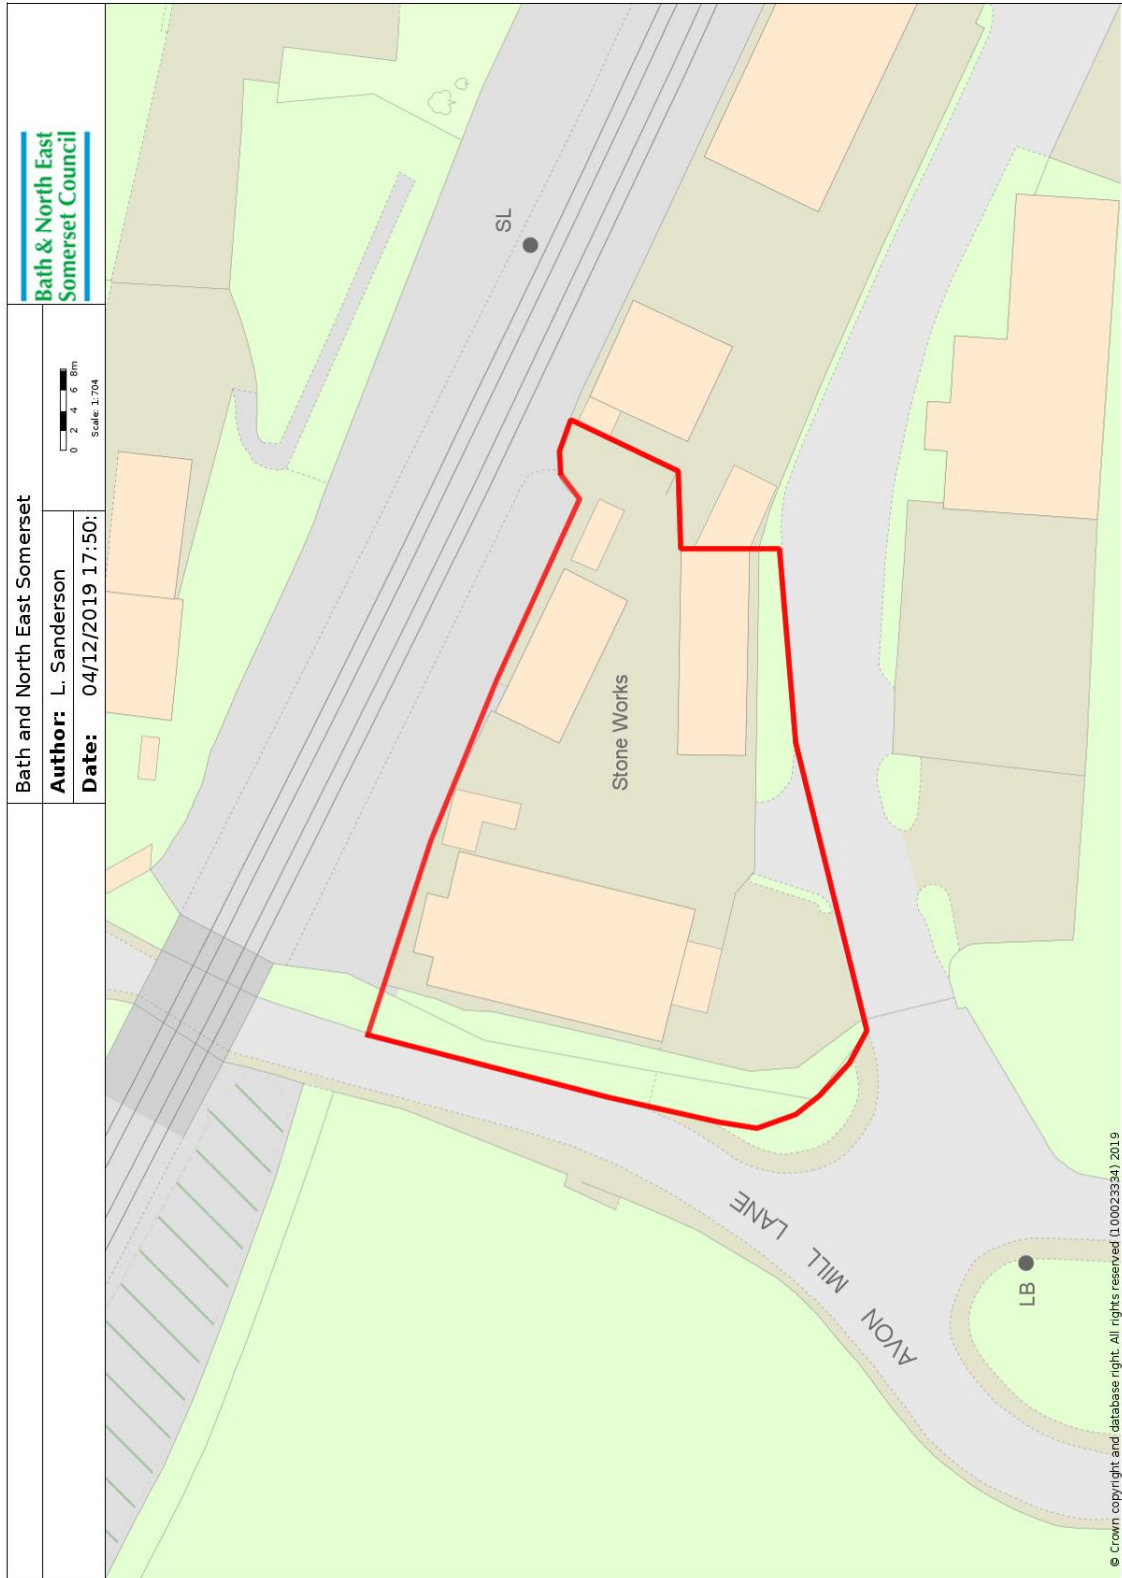 Bath and North East Somerset
Author: L. Sanderson
Date: 04/12/2019 17:50:
0 2 4 6 8m
Scale: 1:704
Bath & North East
Somerset Council
SL
Stone Works
AVON MILL LANE
LB
© Crown copyright and database right. All rights reserved (100023334) 2019